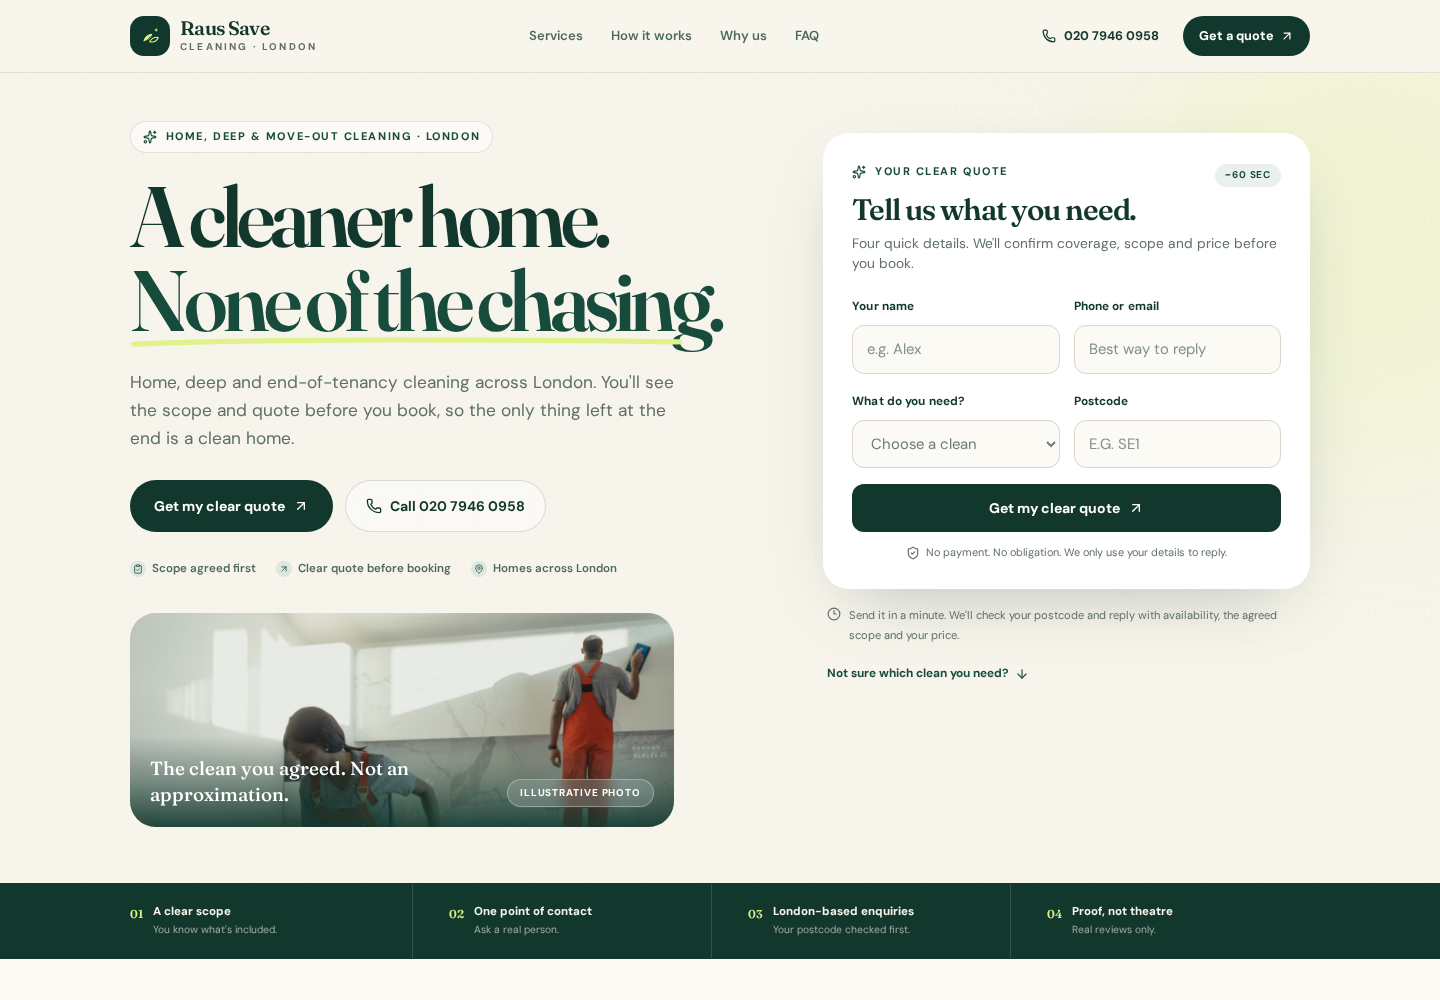 Raus Save
CLEANING · LONDON
Services
How it works
Why us
FAQ
020 7946 0958
Get a quote
HOME, DEEP & MOVE-OUT CLEANING · LONDON
A cleaner home.
None of the chasing.
Home, deep and end-of-tenancy cleaning across London. You'll see
the scope and quote before you book, so the only thing left at the
end is a clean home.
Get my clear quote
Call 020 7946 0958
Scope agreed first
Clear quote before booking
Homes across London
The clean you agreed. Not an
approximation.
ILLUSTRATIVE PHOTO
YOUR CLEAR QUOTE
~60 SEC
Tell us what you need.
Four quick details. We'll confirm coverage, scope and price before
you book.
Your name
Phone or email
e.g. Alex
Best way to reply
What do you need?
Postcode
Choose a clean
E.G. SE1
Get my clear quote
No payment. No obligation. We only use your details to reply.
Send it in a minute. We'll check your postcode and reply with availability, the agreed
scope and your price.
Not sure which clean you need?
01
A clear scope
You know what's included.
02
One point of contact
Ask a real person.
03
London-based enquiries
Your postcode checked first.
04
Proof, not theatre
Real reviews only.